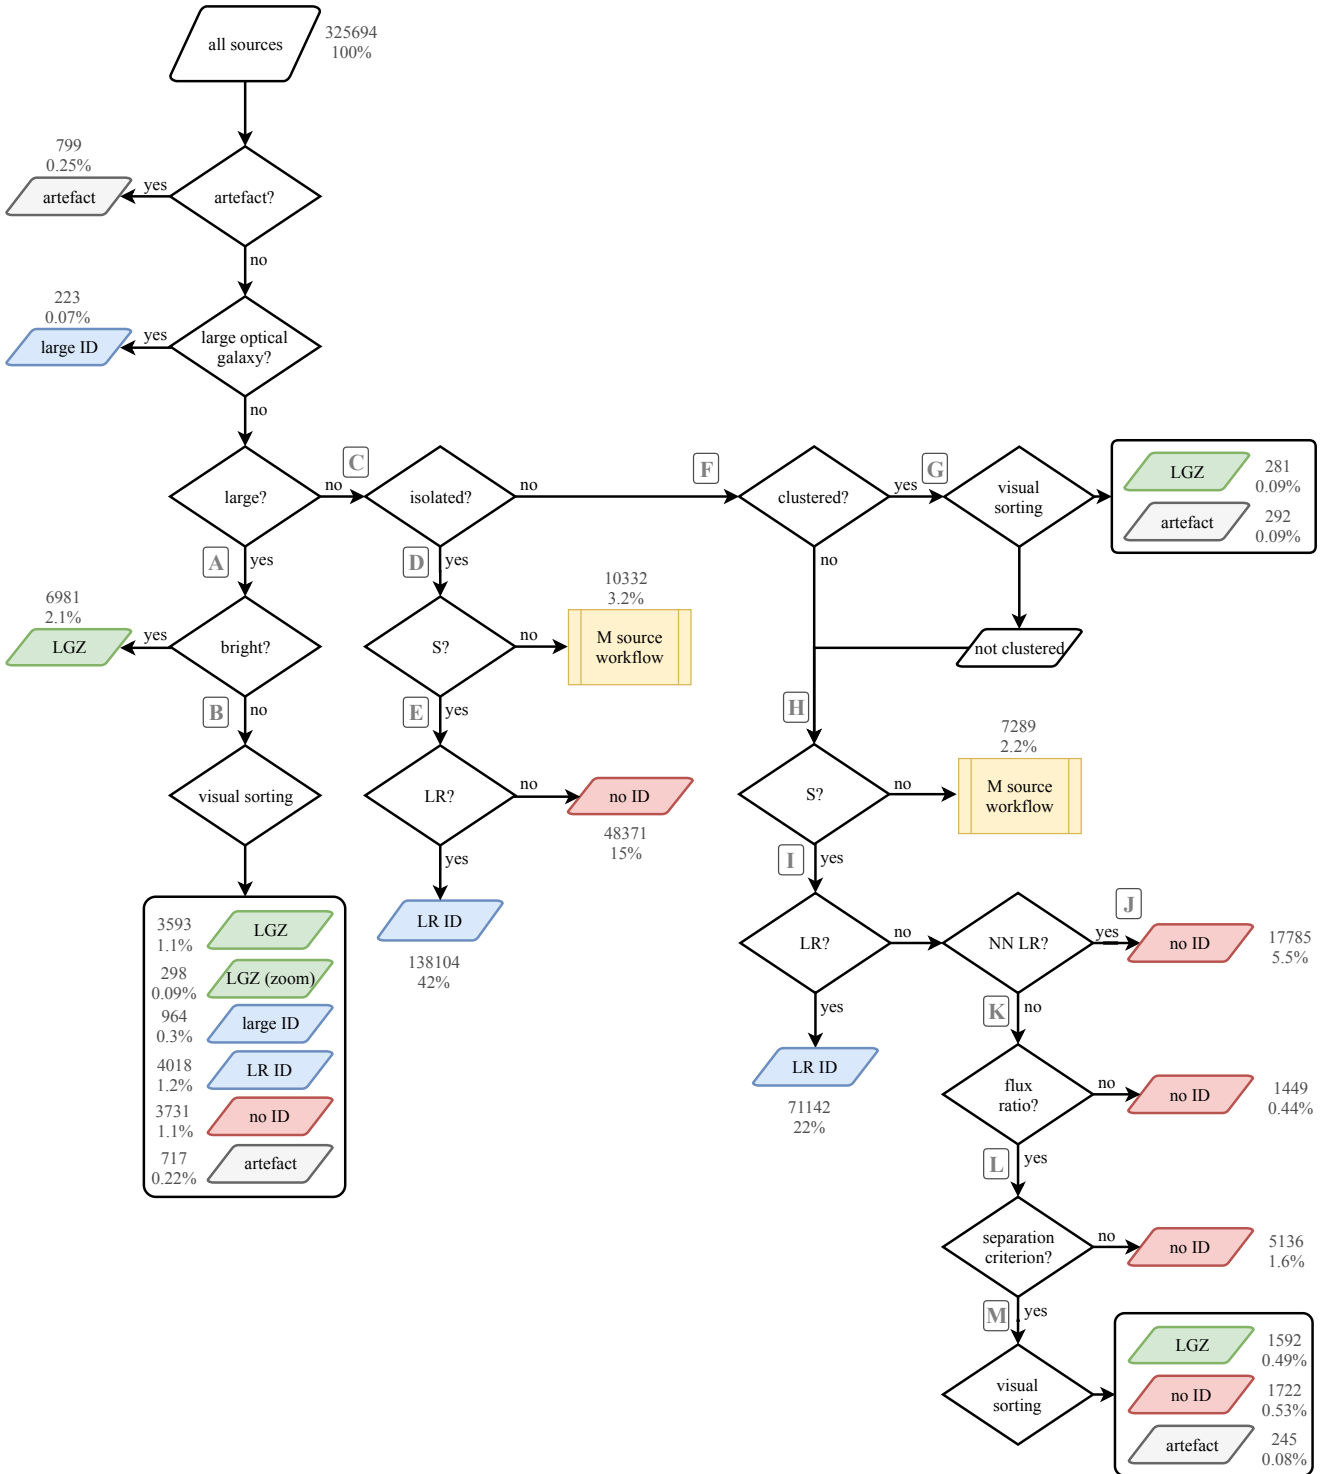 all sources
325694
100%
799
0.25%
artefact
yes
artefact?
no
223
0.07%
large ID
yes
large optical
galaxy?
no
large?
no
C
isolated?
no
F
clustered?
yes
G
visual
sorting
LGZ
281
0.09%
artefact
292
0.09%
A
yes
D
yes
no
6981
2.1%
LGZ
yes
bright?
S?
no
10332
3.2%
M source
workflow
not clustered
B
no
E
yes
H
visual sorting
LR?
no
no ID
48371
15%
S?
no
7289
2.2%
M source
workflow
yes
LR ID
138104
42%
I
yes
3593
1.1%
LGZ
298
0.09%
LGZ (zoom)
964
0.3%
large ID
4018
1.2%
LR ID
3731
1.1%
no ID
717
0.22%
artefact
LR?
no
NN LR?
yes
J
no ID
17785
5.5%
yes
K
no
LR ID
71142
22%
flux
ratio?
no
no ID
1449
0.44%
L
yes
separation
criterion?
no
no ID
5136
1.6%
M
yes
visual
sorting
LGZ
1592
0.49%
no ID
1722
0.53%
artefact
245
0.08%